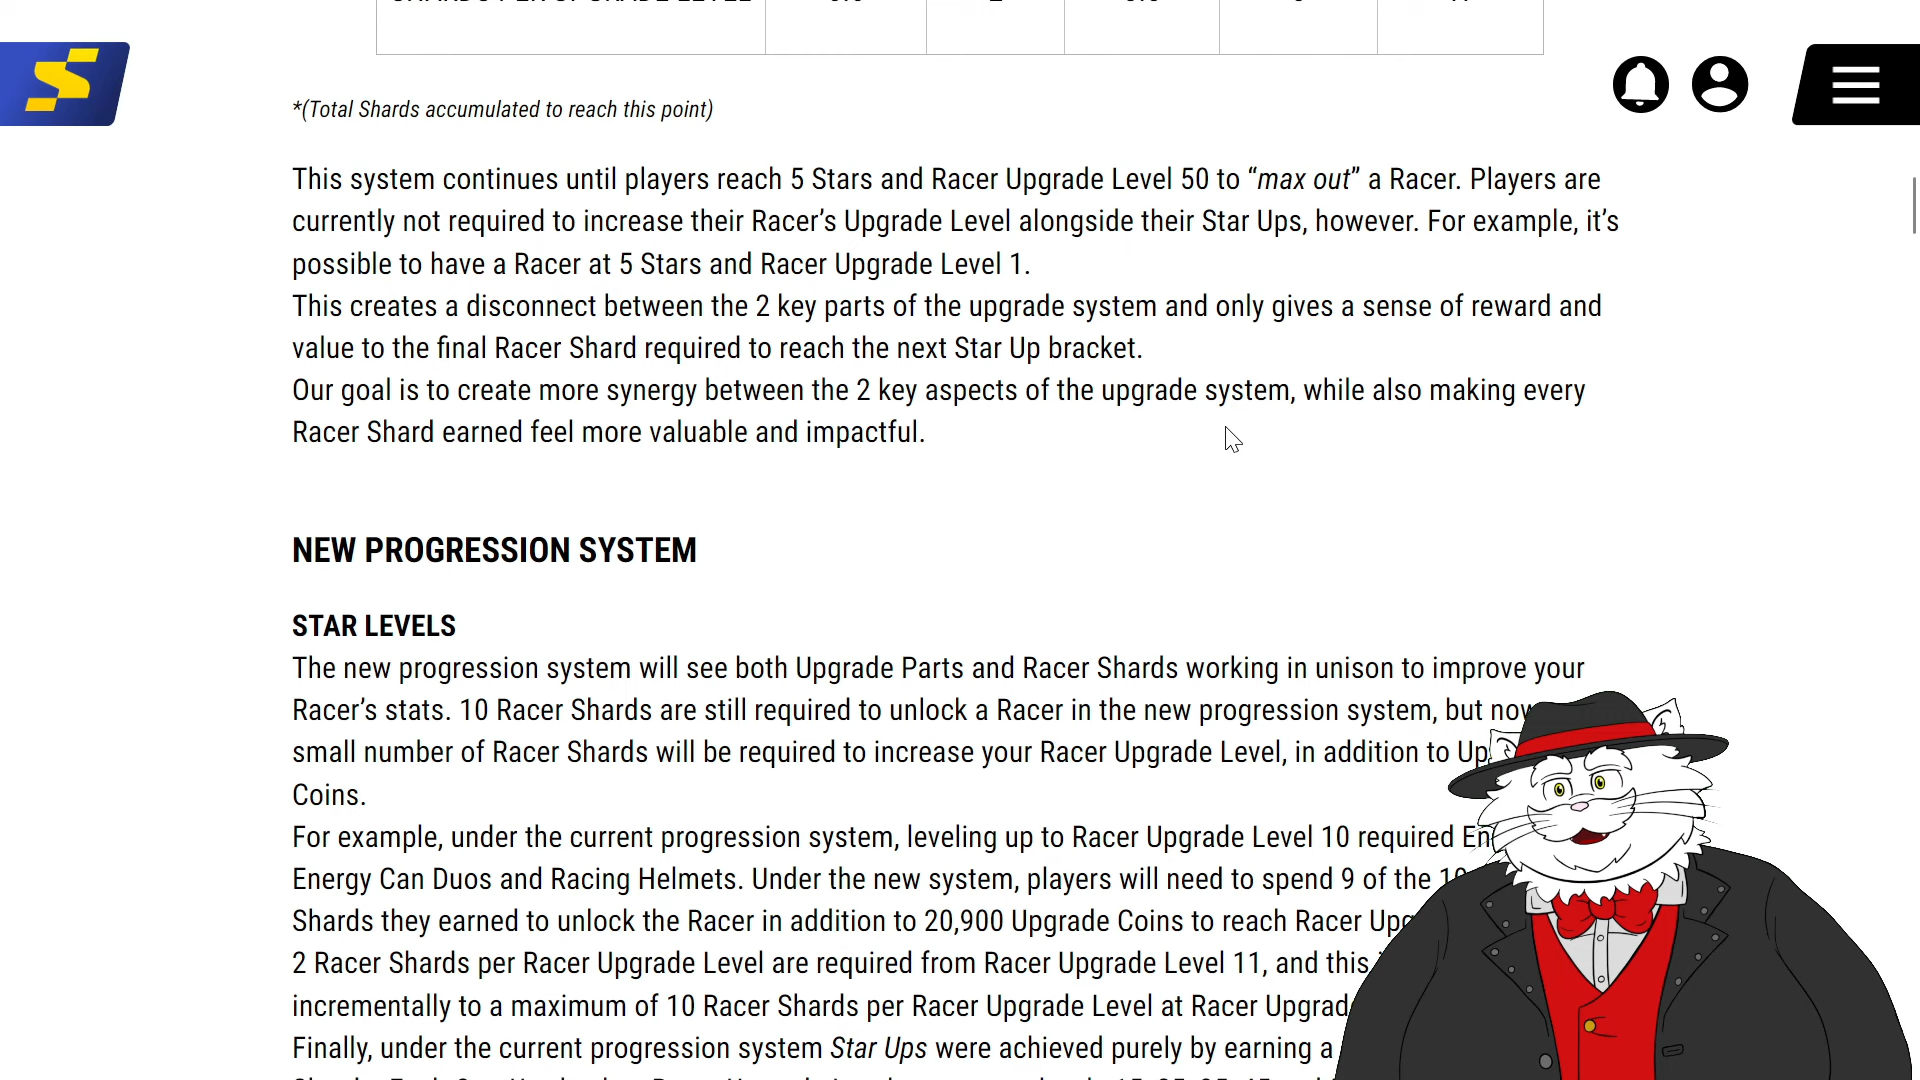 *(Total Shards accumulated to reach this point)
This system continues until players reach 5 Stars and Racer Upgrade Level 50 to “max out” a Racer. Players are
currently not required to increase their Racer’s Upgrade Level alongside their Star Ups, however. For example, it’s
possible to have a Racer at 5 Stars and Racer Upgrade Level 1.
This creates a disconnect between the 2 key parts of the upgrade system and only gives a sense of reward and
value to the final Racer Shard required to reach the next Star Up bracket.
Our goal is to create more synergy between the 2 key aspects of the upgrade system, while also making every
Racer Shard earned feel more valuable and impactful.
NEW PROGRESSION SYSTEM
STAR LEVELS
The new progression system will see both Upgrade Parts and Racer Shards working in unison to improve your
Racer’s stats. 10 Racer Shards are still required to unlock a Racer in the new progression system, but now
small number of Racer Shards will be required to increase your Racer Upgrade Level, in addition to
Coins.
For example, under the current progression system, leveling up to Racer Upgrade Level 10 required
Energy Can Duos and Racing Helmets. Under the new system, players will need to spend 9 of the 10
Shards they earned to unlock the Racer in addition to 20,900 Upgrade Coins to reach Racer
2 Racer Shards per Racer Upgrade Level are required from Racer Upgrade Level 11, and this
incrementally to a maximum of 10 Racer Shards per Racer Upgrade Level at Racer
Finally, under the current progression system Star Ups were achieved purely by earning a